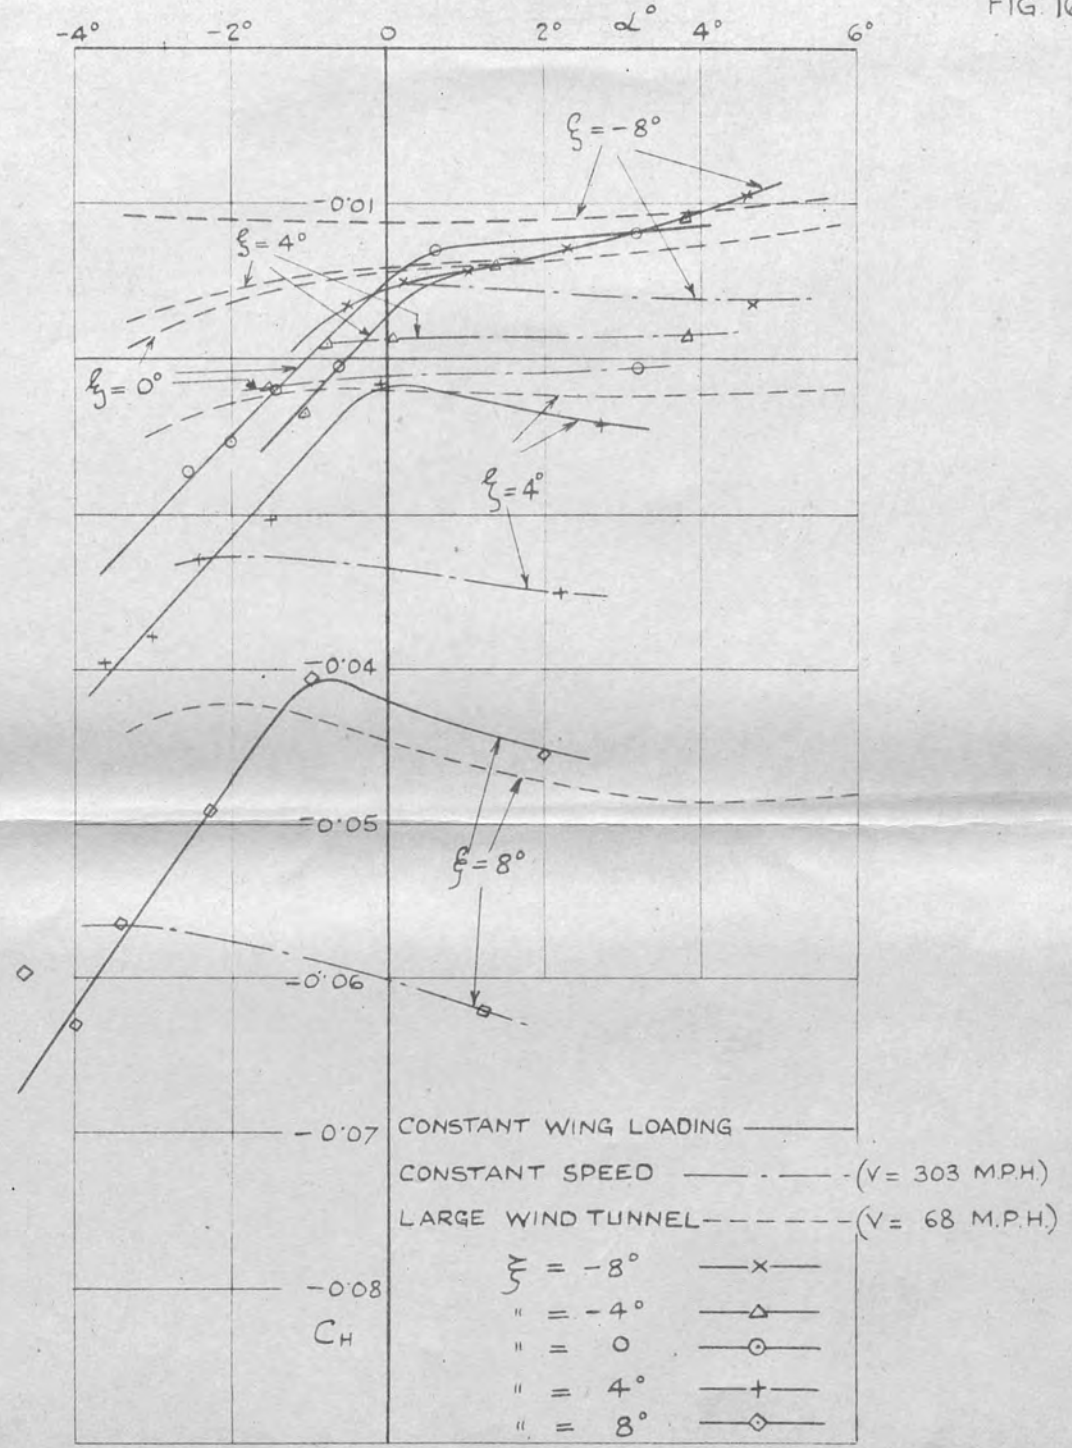 FIG. 16
-4° -2° 0 2° α° 4° 6°
ξ = -8°
-0.01
ξ = 4°
ξ = 0°
ξ = 4°
-0.04
-0.05
ξ = 8°
-0.06
-0.07 CONSTANT WING LOADING
CONSTANT SPEED (V = 303 M.P.H.)
LARGE WIND TUNNEL (V = 68 M.P.H.)
ξ = -8°
-0.08
" = -4°
C_H
" = 0
" = 4°
" = 8°